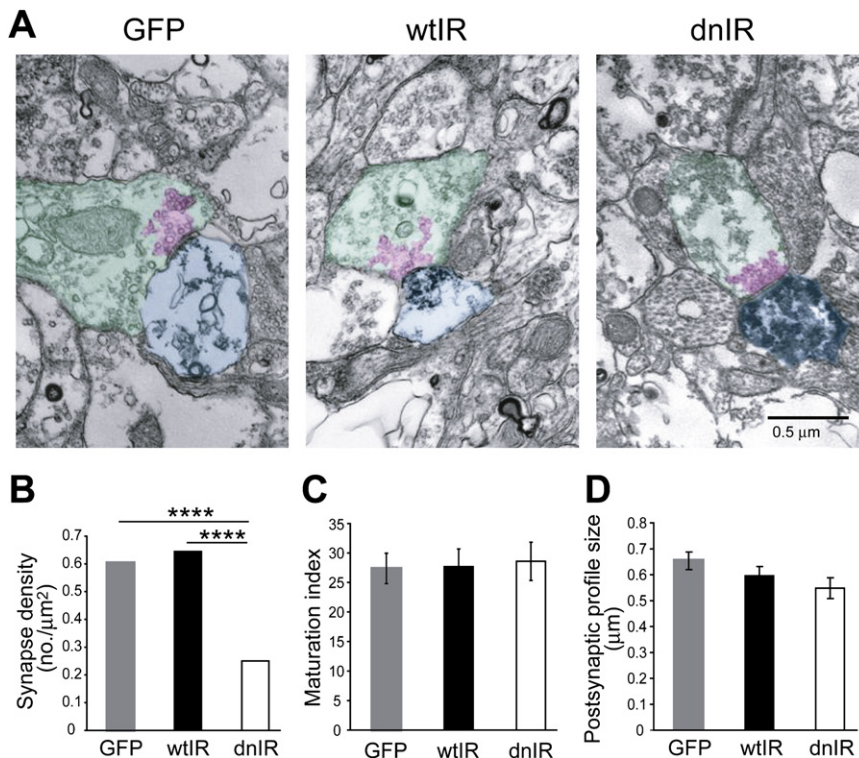 A
GFP
wtIR
dnIR
0.5 μm
B
****
****
Synapse density
(no./μm²)
0.7
0.6
0.5
0.4
0.3
0.2
0.1
0
GFP
wtIR
dnIR
C
Maturation index
35
30
25
20
15
10
5
0
GFP
wtIR
dnIR
D
Postsynaptic profile size
(μm)
0.8
0.7
0.6
0.5
0.4
0.3
0.2
0.1
0
GFP
wtIR
dnIR